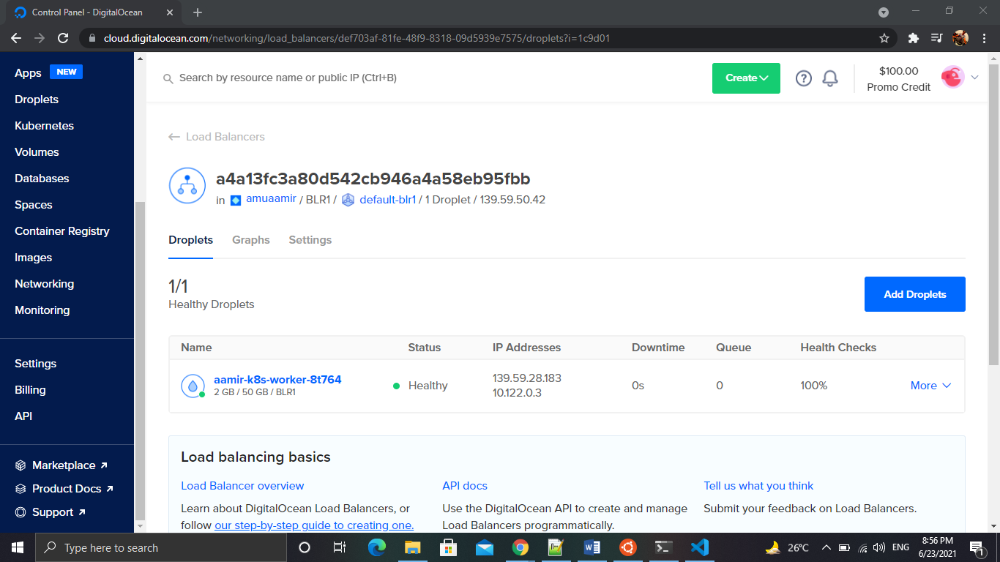 Control Panel - DigitalOcean
cloud.digitalocean.com/networking/load_balancers/def703af-81fe-48f9-8318-09d5939e7575/droplets?i=1c9d01
Apps NEW
Droplets
Kubernetes
Volumes
Databases
Spaces
Container Registry
Images
Networking
Monitoring
Settings
Billing
API
Marketplace
Product Docs
Support
Search by resource name or public IP (Ctrl+B)
Create
$100.00
Promo Credit
Load Balancers
a4a13fc3a80d542cb946a4a58eb95fbb
in amuaamir / BLR1 / default-blr1 / 1 Droplet / 139.59.50.42
Droplets Graphs Settings
1/1
Healthy Droplets
Add Droplets
Name Status IP Addresses Downtime Queue Health Checks
aamir-k8s-worker-8t764
2 GB / 50 GB / BLR1
Healthy
139.59.28.183
10.122.0.3
0s
0
100%
More
Load balancing basics
Load Balancer overview
Learn about DigitalOcean Load Balancers, or
follow our step-by-step guide to creating one.
API docs
Use the DigitalOcean API to create and manage
Load Balancers programmatically.
Tell us what you think
Submit your feedback on Load Balancers.
Type here to search
26°C
ENG
8:56 PM
6/23/2021
1